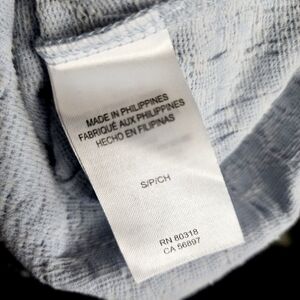 MADE IN PHILIPPINES
FABRIQUÉ AUX PHILIPPINES
HECHO EN FILIPINAS
S/P/CH
RN 80318
CA 56897